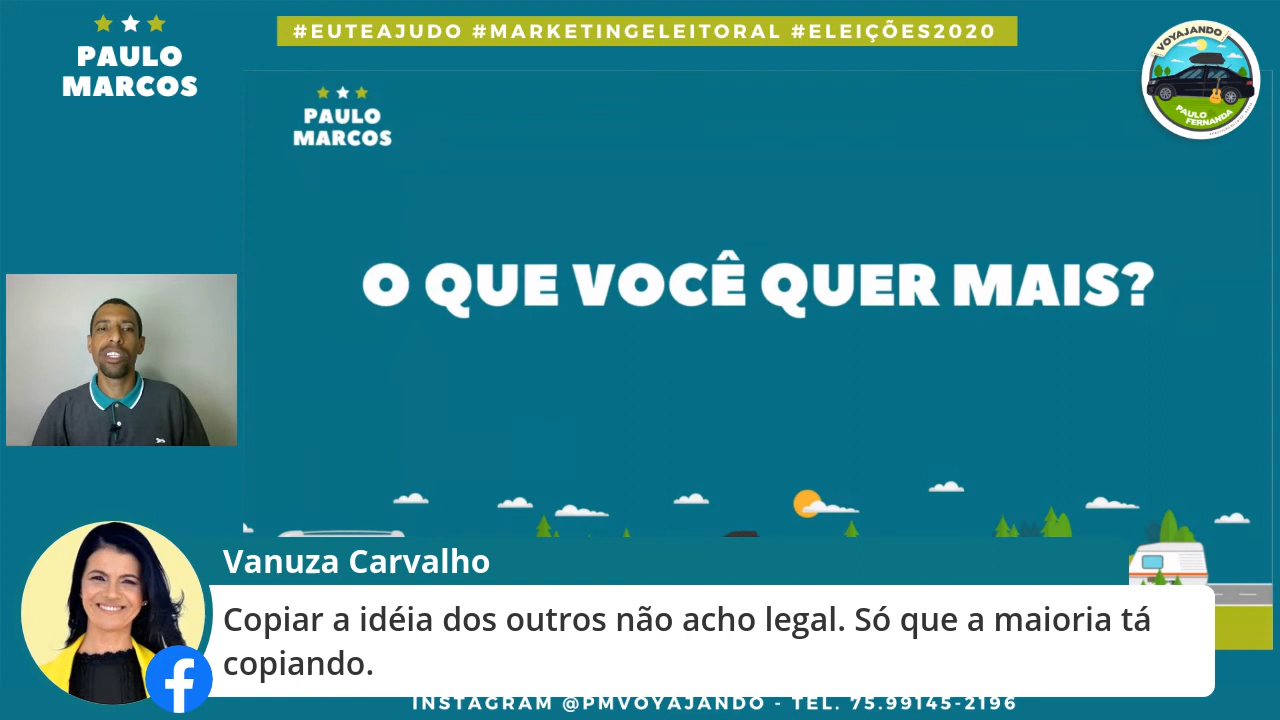 #EUTEAJUDO #MARKETINGELEITORAL #ELEIÇÕES2020
PAULO
MARCOS
VOYAJANDO
PAULO
FERNANDA
PAULO
MARCOS
O QUE VOCÊ QUER MAIS?
Vanuza Carvalho
Copiar a idéia dos outros não acho legal. Só que a maioria tá
copiando.
INSTAGRAM @PMVOYAJANDO - TEL. 75.99145-2196